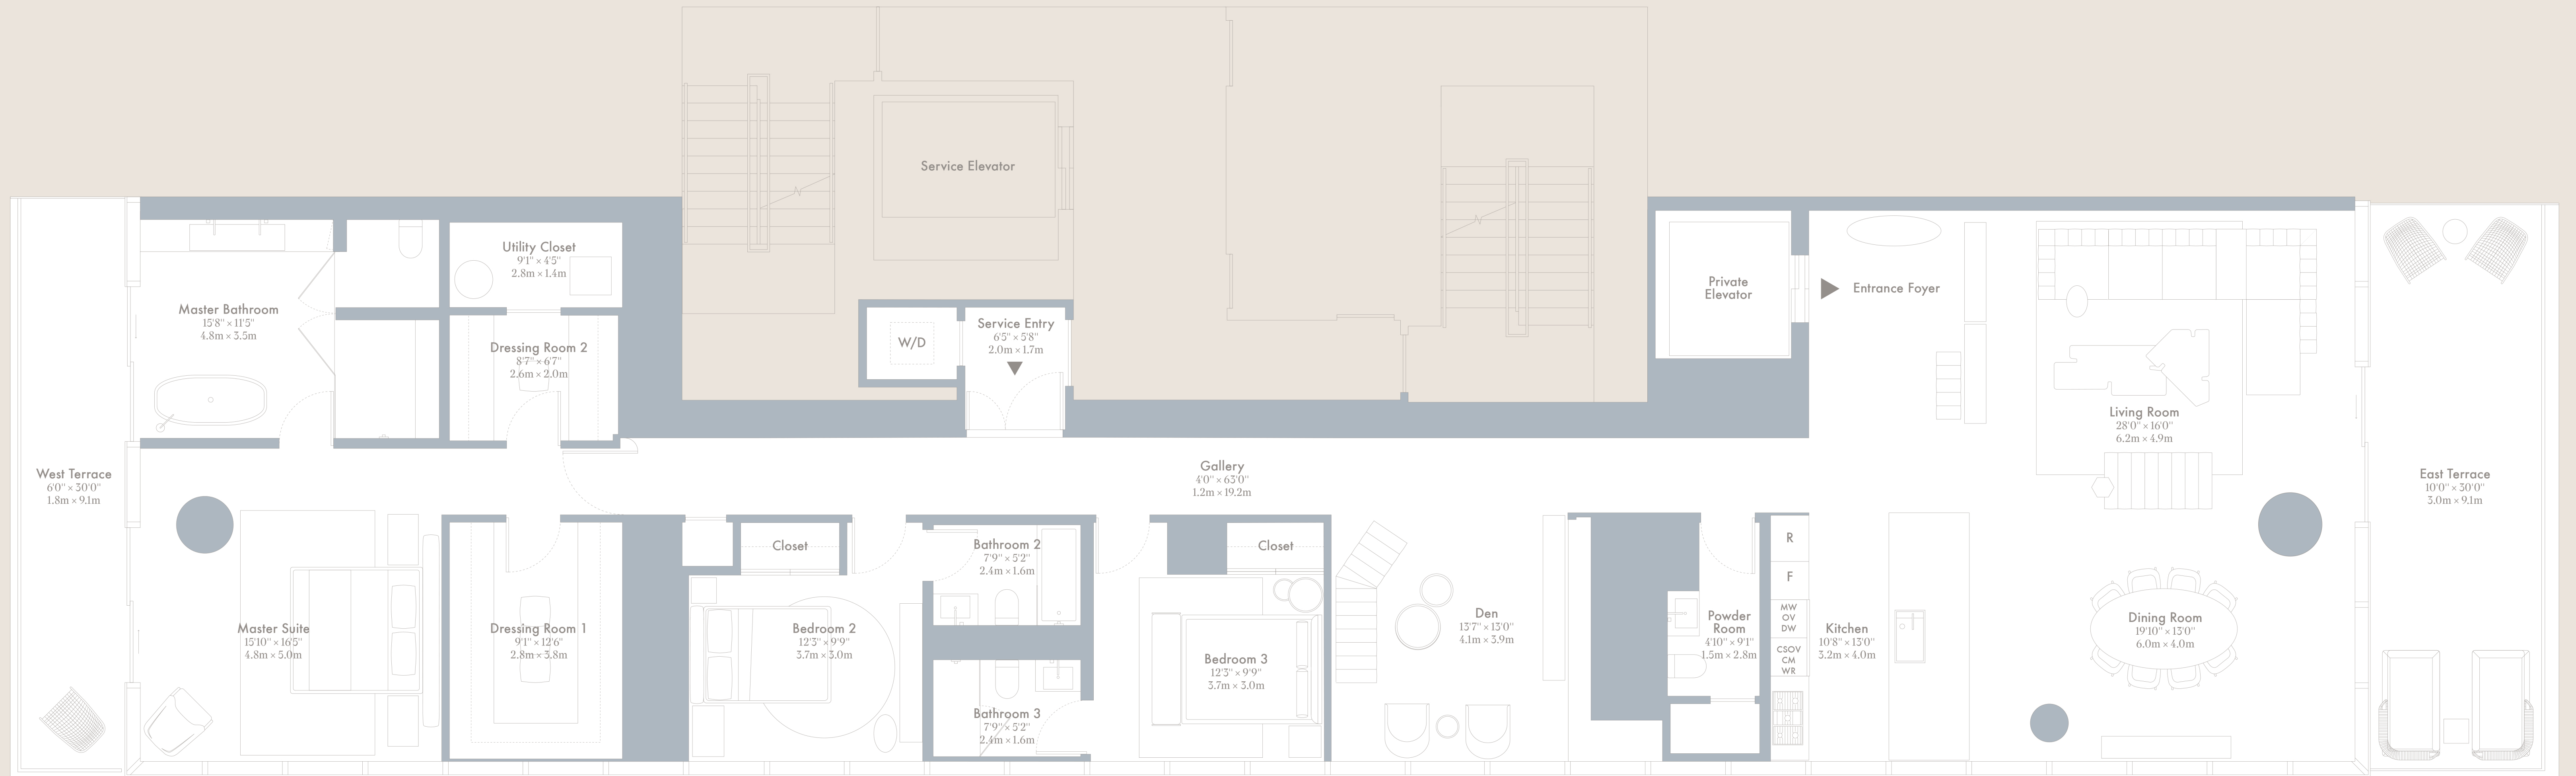 Service Elevator
Utility Closet
9'1" × 4'5"
2.8m × 1.4m
Master Bathroom
15'8" × 11'5"
4.8m × 3.5m
Dressing Room 2
8'7" × 6'7"
2.6m × 2.0m
W/D
Service Entry
6'5" × 5'8"
2.0m × 1.7m
Private
Elevator
Entrance Foyer
Living Room
28'0" × 16'0"
6.2m × 4.9m
West Terrace
6'0" × 30'0"
1.8m × 9.1m
Gallery
4'0" × 63'0"
1.2m × 19.2m
East Terrace
10'0" × 30'0"
3.0m × 9.1m
Master Suite
15'10" × 16'5"
4.8m × 5.0m
Dressing Room 1
9'1" × 12'6"
2.8m × 3.8m
Closet
Bedroom 2
12'3" × 9'9"
3.7m × 3.0m
Bathroom 2
7'9" × 5'2"
2.4m × 1.6m
Bathroom 3
7'9" × 5'2"
2.4m × 1.6m
Closet
Bedroom 3
12'3" × 9'9"
3.7m × 3.0m
Den
13'7" × 13'0"
4.1m × 3.9m
Powder
Room
4'10" × 9'1"
1.5m × 2.8m
R
F
MW
OV
DW
CSOV
CM
WR
Kitchen
10'8" × 13'0"
3.2m × 4.0m
Dining Room
19'10" × 13'0"
6.0m × 4.0m